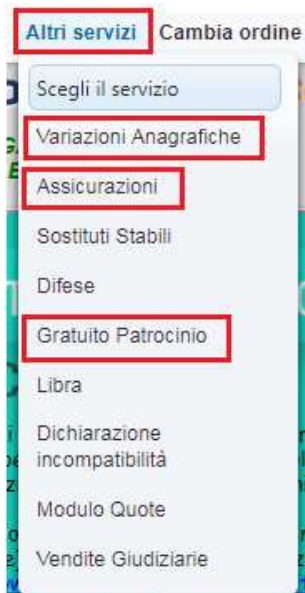 Altri servizi Cambia ordine
Scegli il servizio
Variazioni Anagrafiche
Assicurazioni
Sostituti Stabili
Difese
Gratuito Patrocinio
Libra
Dichiarazione
incompatibilità
Modulo Quote
Vendite Giudiziarie